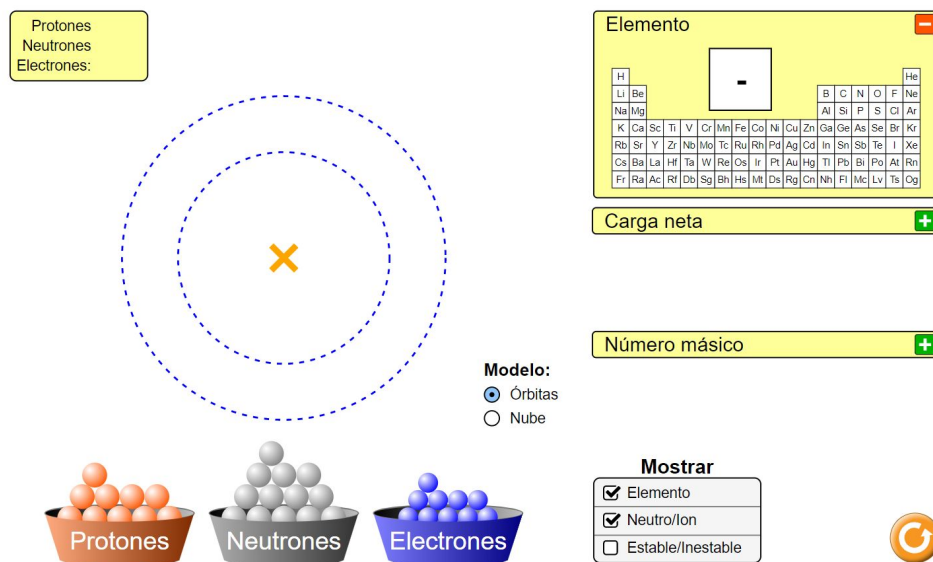 Protones
Neutrones
Electrones:
Elemento
-
H He
Li Be B C N O F Ne
Na Mg Al Si P S Cl Ar
K Ca Sc Ti V Cr Mn Fe Co Ni Cu Zn Ga Ge As Se Br Kr
Rb Sr Y Zr Nb Mo Tc Ru Rh Pd Ag Cd In Sn Sb Te I Xe
Cs Ba La Hf Ta W Re Os Ir Pt Au Hg Tl Pb Bi Po At Rn
Fr Ra Ac Rf Db Sg Bh Hs Mt Ds Rg Cn Nh Fl Mc Lv Ts Og
Carga neta
Número másico
Modelo:
Órbitas
Nube
Protones
Neutrones
Electrones
Mostrar
Elemento
Neutro/Ion
Estable/Inestable